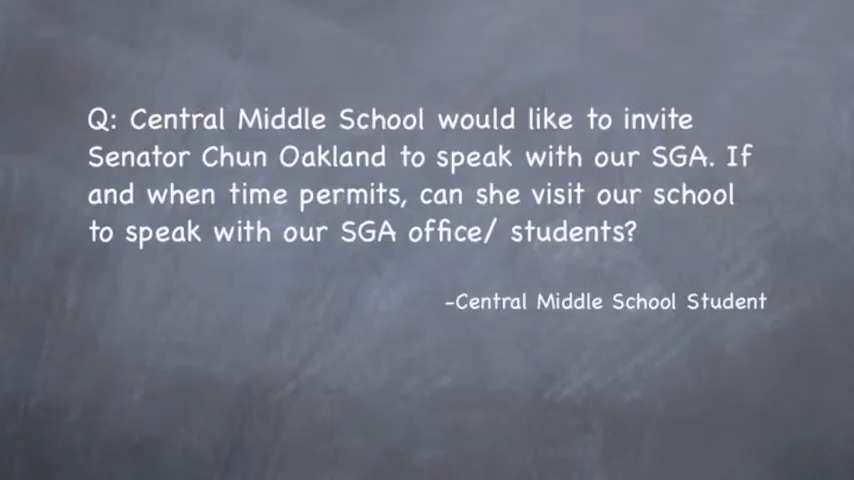 Q: Central Middle School would like to invite
Senator Chun Oakland to speak with our SGA. If
and when time permits, can she visit our school
to speak with our SGA office/ students?
-Central Middle School Student